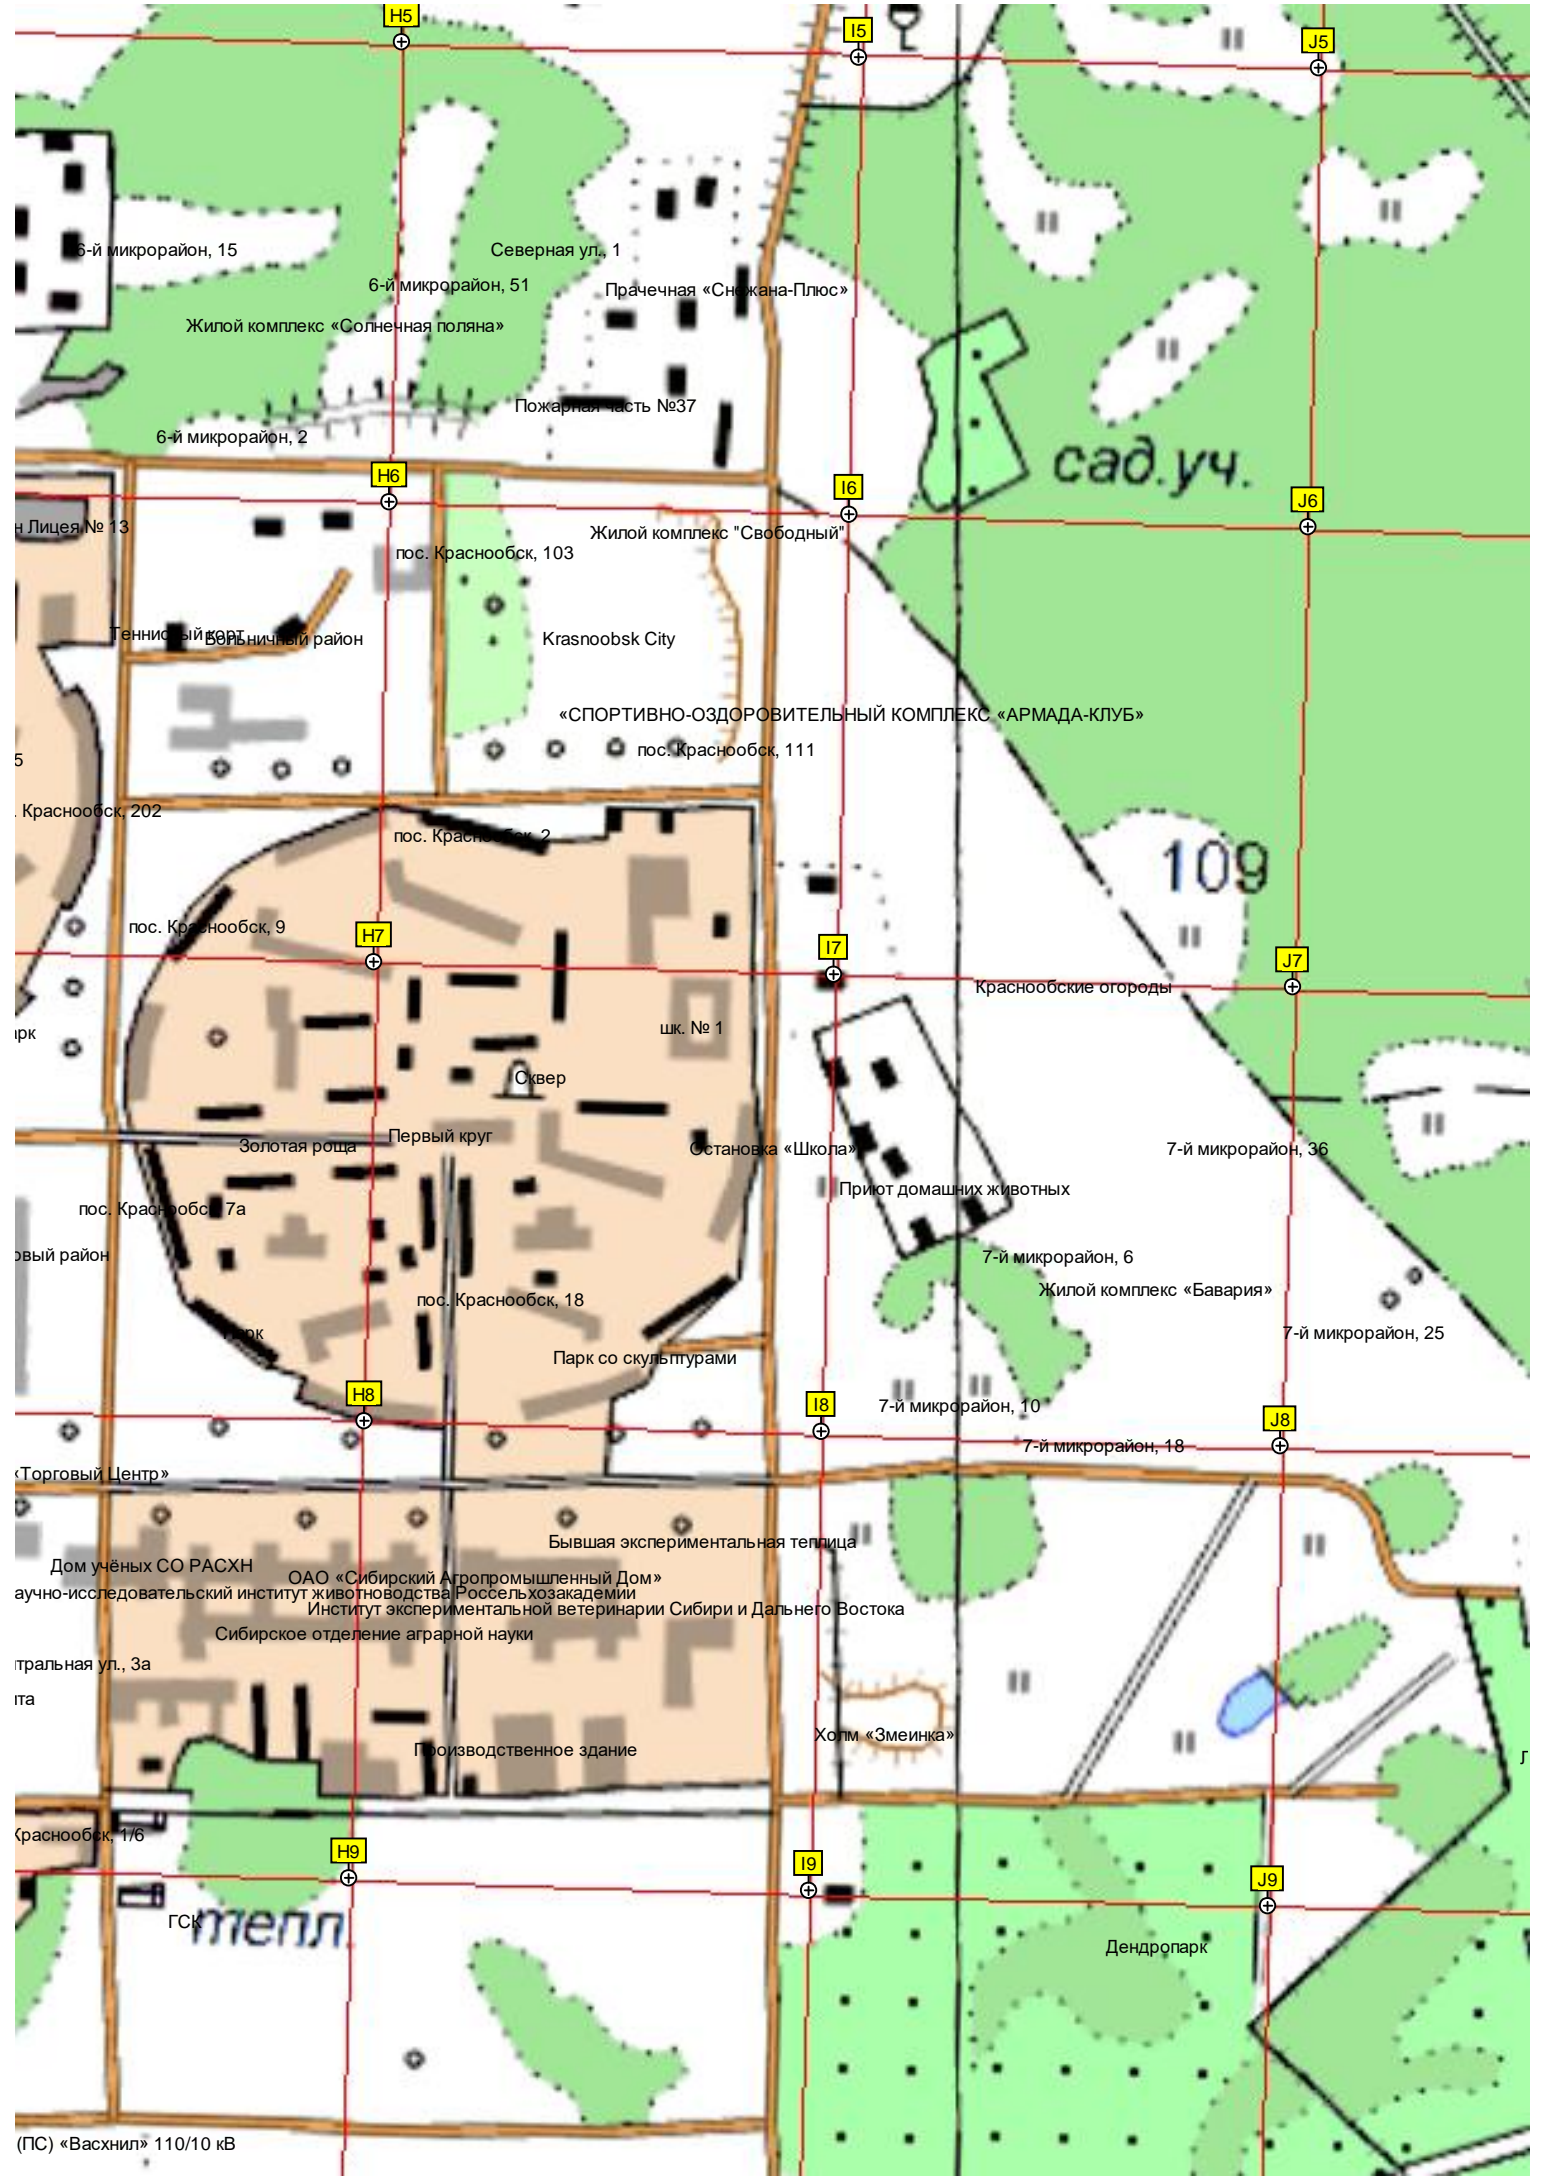 H5
I5
J5
6-й микрорайон, 15
Северная ул., 1
6-й микрорайон, 51
Прачечная «Снежана-Плюс»
Жилой комплекс «Солнечная поляна»
Пожарная часть №37
6-й микрорайон, 2
сад.уч.
H6
I6
J6
н Лицея № 13
Жилой комплекс "Свободный"
пос. Краснообск, 103
Теннисный корт
Больничный район
Krasnoobsk City
«СПОРТИВНО-ОЗДОРОВИТЕЛЬНЫЙ КОМПЛЕКС «АРМАДА-КЛУБ»
пос. Краснообск, 111
5
. Краснообск, 202
пос. Краснообск, 2
109
пос. Краснообск, 9
H7
I7
J7
Краснообские огороды
арк
шк. № 1
Сквер
Первый круг
Золотая роща
Остановка «Школа»
7-й микрорайон, 36
Приют домашних животных
пос. Краснообск, 7а
овый район
7-й микрорайон, 6
Жилой комплекс «Бавария»
пос. Краснообск, 18
Парк
7-й микрорайон, 25
Парк со скульптурами
H8
I8
J8
7-й микрорайон, 10
7-й микрорайон, 18
«Торговый Центр»
Бывшая экспериментальная теплица
Дом учёных СО РАСХН
ОАО «Сибирский Агропромышленный Дом»
аучно-исследовательский институт животноводства Россельхозакадемии
Институт экспериментальной ветеринарии Сибири и Дальнего Востока
Сибирское отделение аграрной науки
тральная ул., 3а
та
Холм «Змеинка»
Производственное здание
Краснообск, 1/6
H9
I9
J9
ГСК
тепл.
Дендропарк
(ПС) «Васхнил» 110/10 кВ